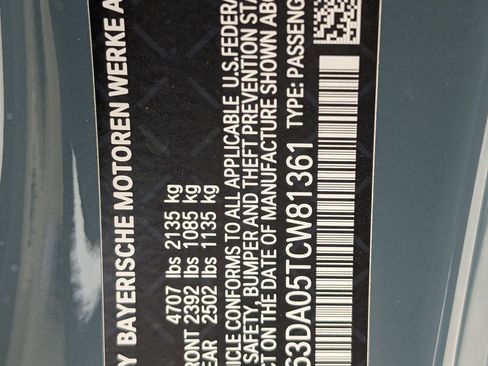 Y BAYERISCHE MOTOREN WERKE A
4707 lbs 2135 kg
RONT 2392 lbs 1085 kg
EAR 2502 lbs 1135 kg
HICLE CONFORMS TO ALL APPLICABLE U.S.FEDERA
SAFETY, BUMPER AND THEFT PREVENTION STA
CT ON THE DATE OF MANUFACTURE SHOWN ABO
63DA05TCW81361 TYPE: PASSENG